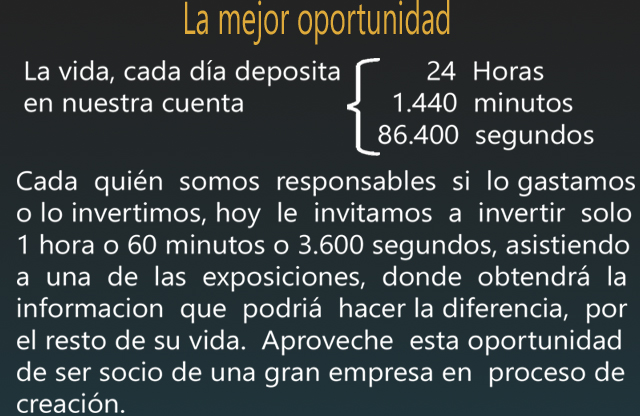 La mejor oportunidad
La vida, cada día deposita
en nuestra cuenta
24 Horas
1.440 minutos
86.400 segundos
Cada quién somos responsables si lo gastamos
o lo invertimos, hoy le invitamos a invertir solo
1 hora o 60 minutos o 3.600 segundos, asistiendo
a una de las exposiciones, donde obtendrá la
informacion que podriá hacer la diferencia, por
el resto de su vida. Aproveche esta oportunidad
de ser socio de una gran empresa en proceso de
creación.